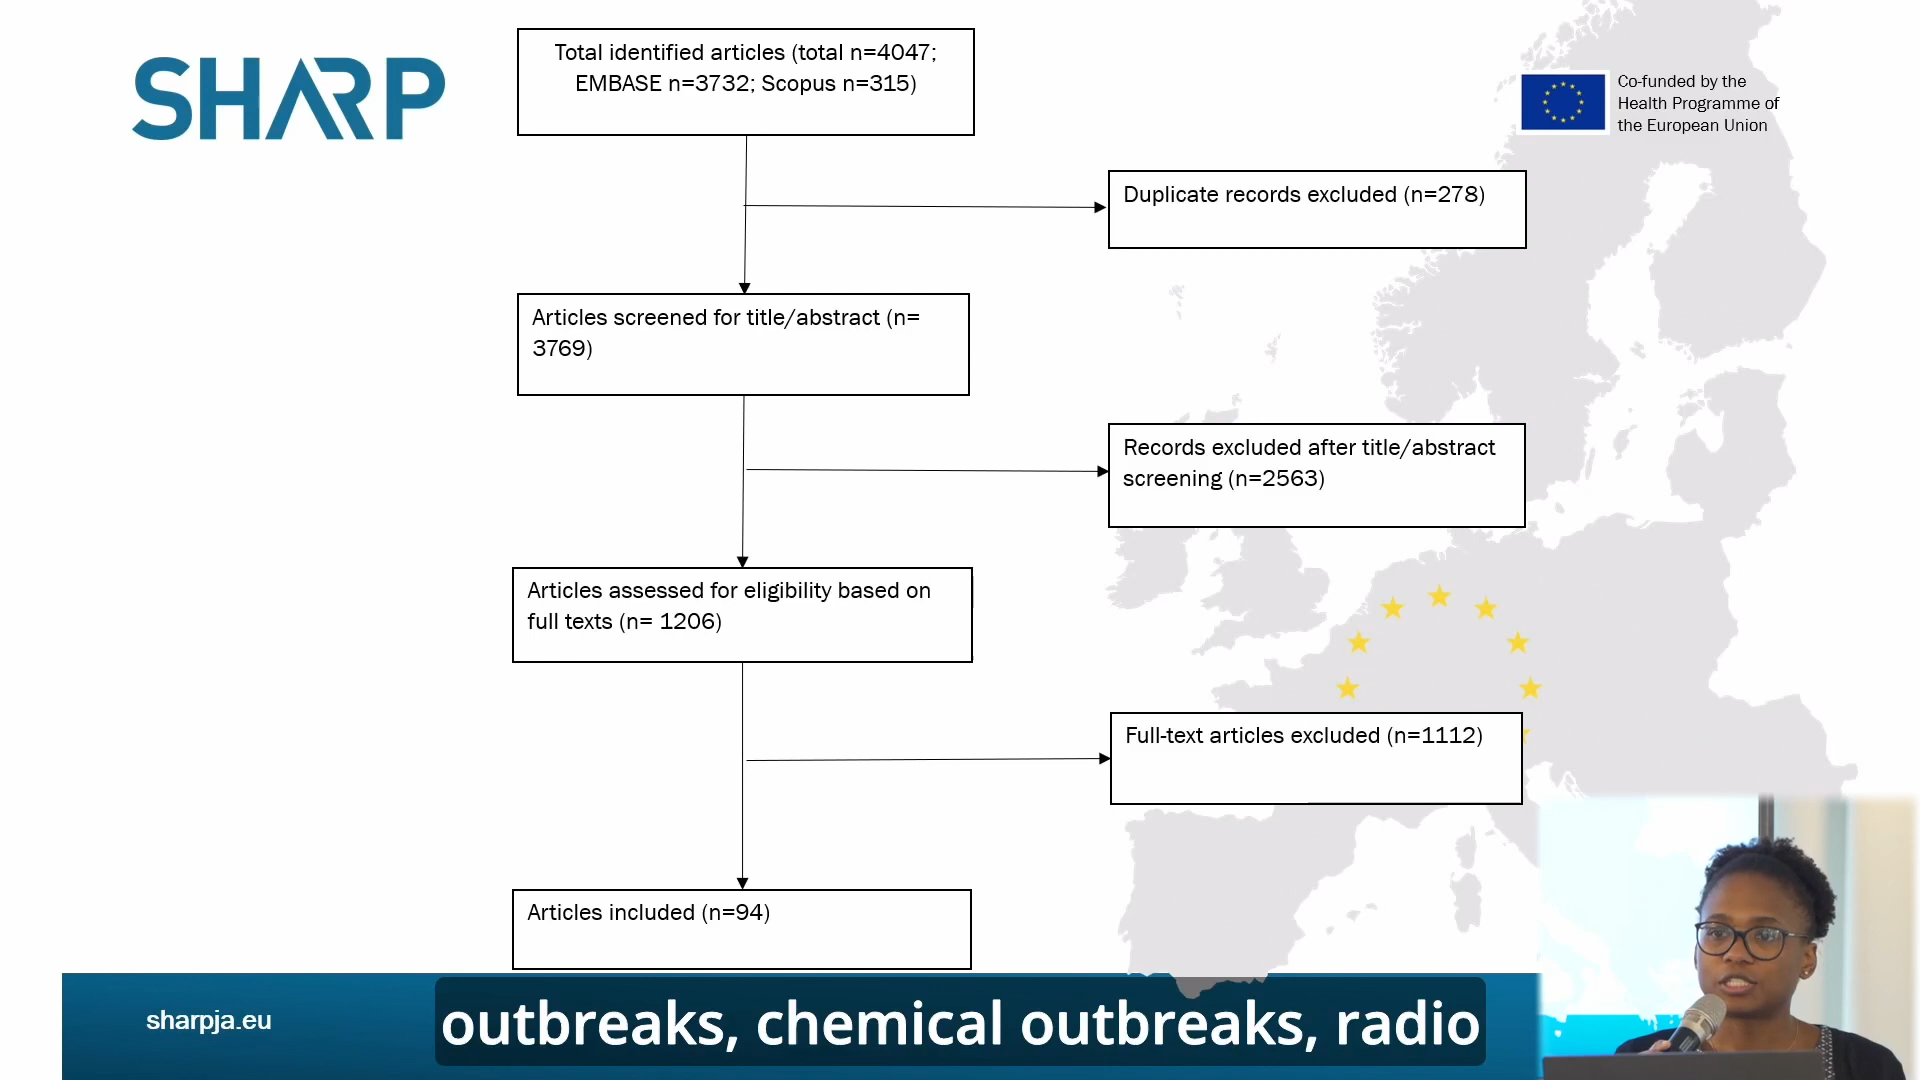 SHARP
Total identified articles (total n=4047;
EMBASE n=3732; Scopus n=315)
Co-funded by the
Health Programme of
the European Union
Duplicate records excluded (n=278)
Articles screened for title/abstract (n=
3769)
Records excluded after title/abstract
screening (n=2563)
Articles assessed for eligibility based on
full texts (n= 1206)
Full-text articles excluded (n=1112)
Articles included (n=94)
sharpja.eu
outbreaks, chemical outbreaks, radio